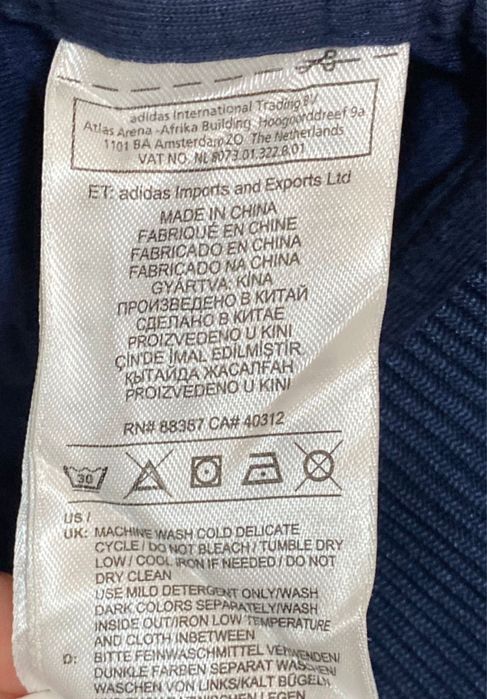 adidas International Trading BV
Atlas Arena -Afrika Building Hoogoorddreef 9a
1101 BA Amsterdam ZO The Netherlands
VAT NO. NL 8073.01.327.B.01
ET: adidas Imports and Exports Ltd
MADE IN CHINA
FABRIQUÉ EN CHINE
FABRICADO EN CHINA
FABRICADO NA CHINA
GYÁRTVA: KÍNA
ПРОИЗВЕДЕНО В КИТАЙ
СДЕЛАНО В КИТАЕ
PROIZVEDENO U KINI
ÇİN'DE İMAL EDİLMİŞTİR
ҚЫТАЙДА ЖАСАЛҒАН
PROIZVEDENO U KINI
RN# 88387 CA# 40312
30
US /
UK: MACHINE WASH COLD DELICATE
CYCLE / DO NOT BLEACH / TUMBLE DRY
LOW / COOL IRON IF NEEDED / DO NOT
DRY CLEAN
USE MILD DETERGENT ONLY/WASH
DARK COLORS SEPARATELY/WASH
INSIDE OUT/IRON LOW TEMPERATURE
AND CLOTH INBETWEEN
D: BITTE FEINWASCHMITTEL VERWENDEN/
DUNKLE FARBEN SEPARAT WASCHEN/
WASCHEN VON LINKS/KALT BÜGELN